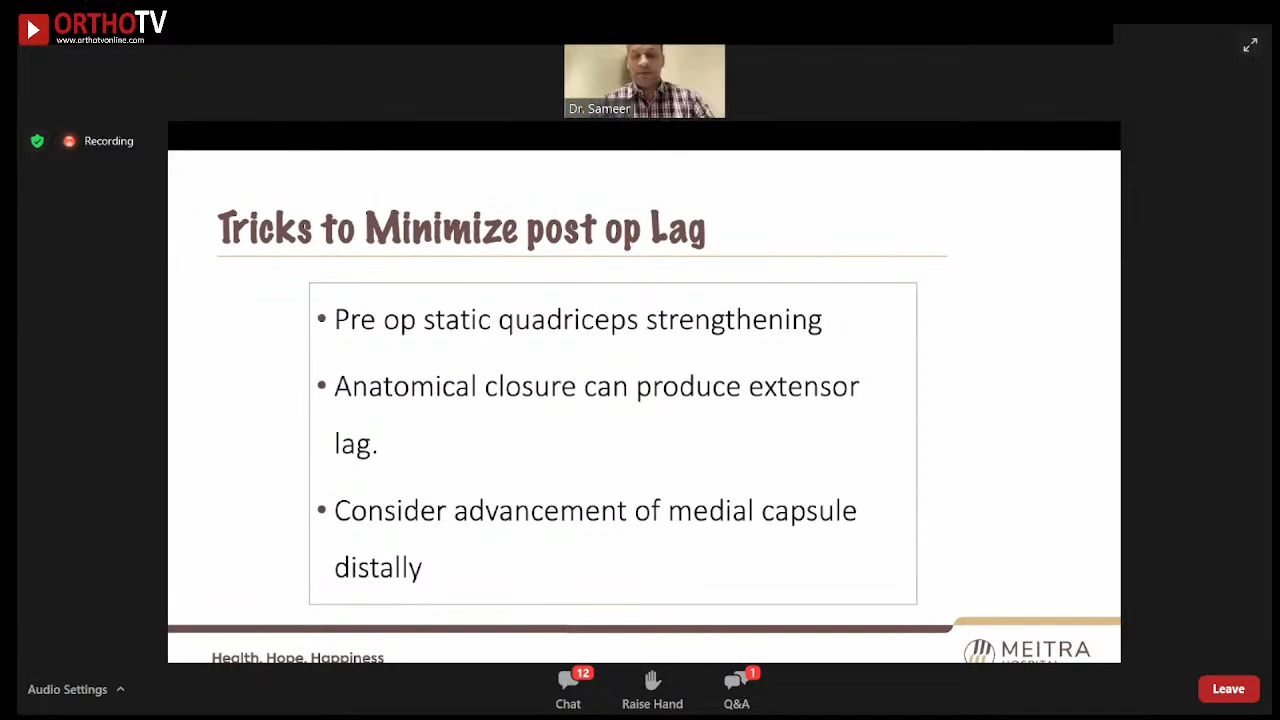 ORTHOTV
www.orthotvonline.com
Dr. Sameer
Recording
Tricks to Minimize post op Lag
• Pre op static quadriceps strengthening
• Anatomical closure can produce extensor
lag.
• Consider advancement of medial capsule
distally
Health. Hope. Happiness
MEITRA
HOSPITAL
Audio Settings
12
Chat
Raise Hand
1
Q&A
Leave